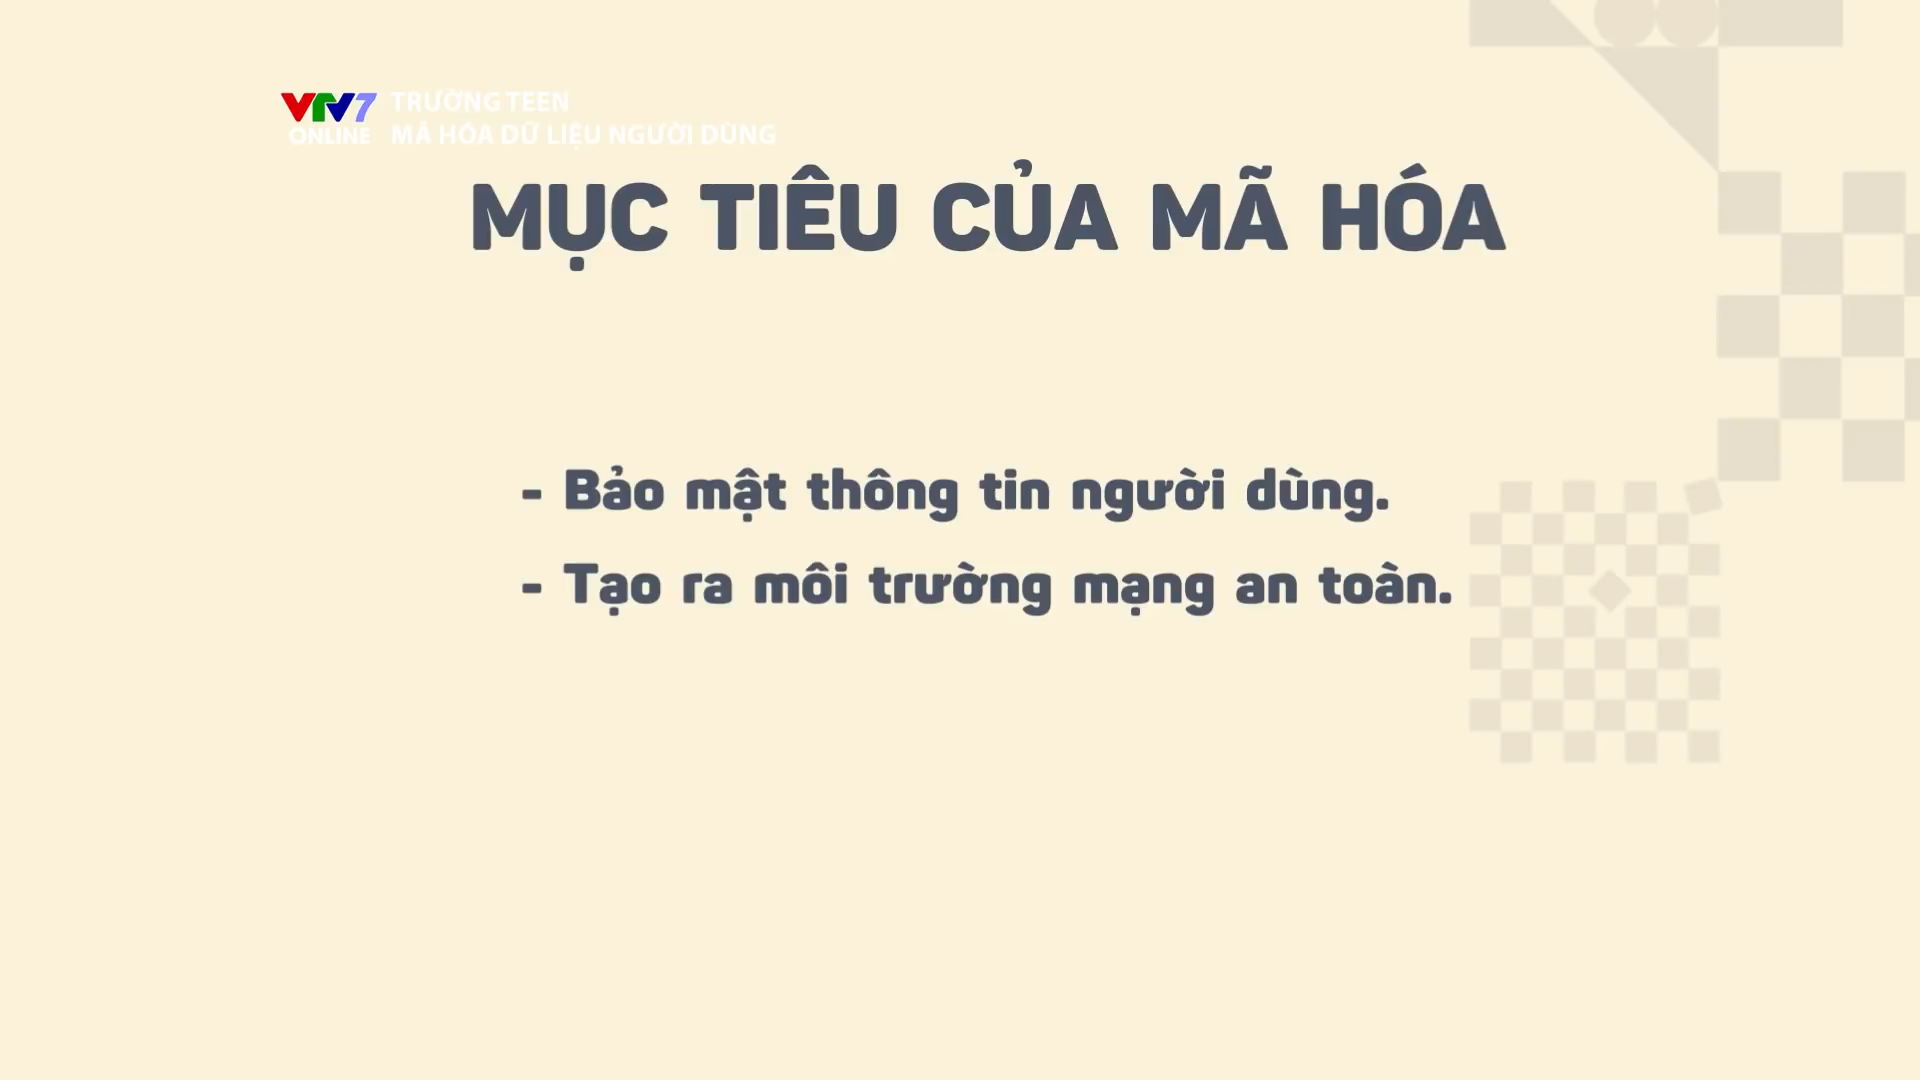 VTV7 TRƯỜNG TEEN
ONLINE MÃ HÓA DỮ LIỆU NGƯỜI DÙNG
MỤC TIÊU CỦA MÃ HÓA
- Bảo mật thông tin người dùng.
- Tạo ra môi trường mạng an toàn.